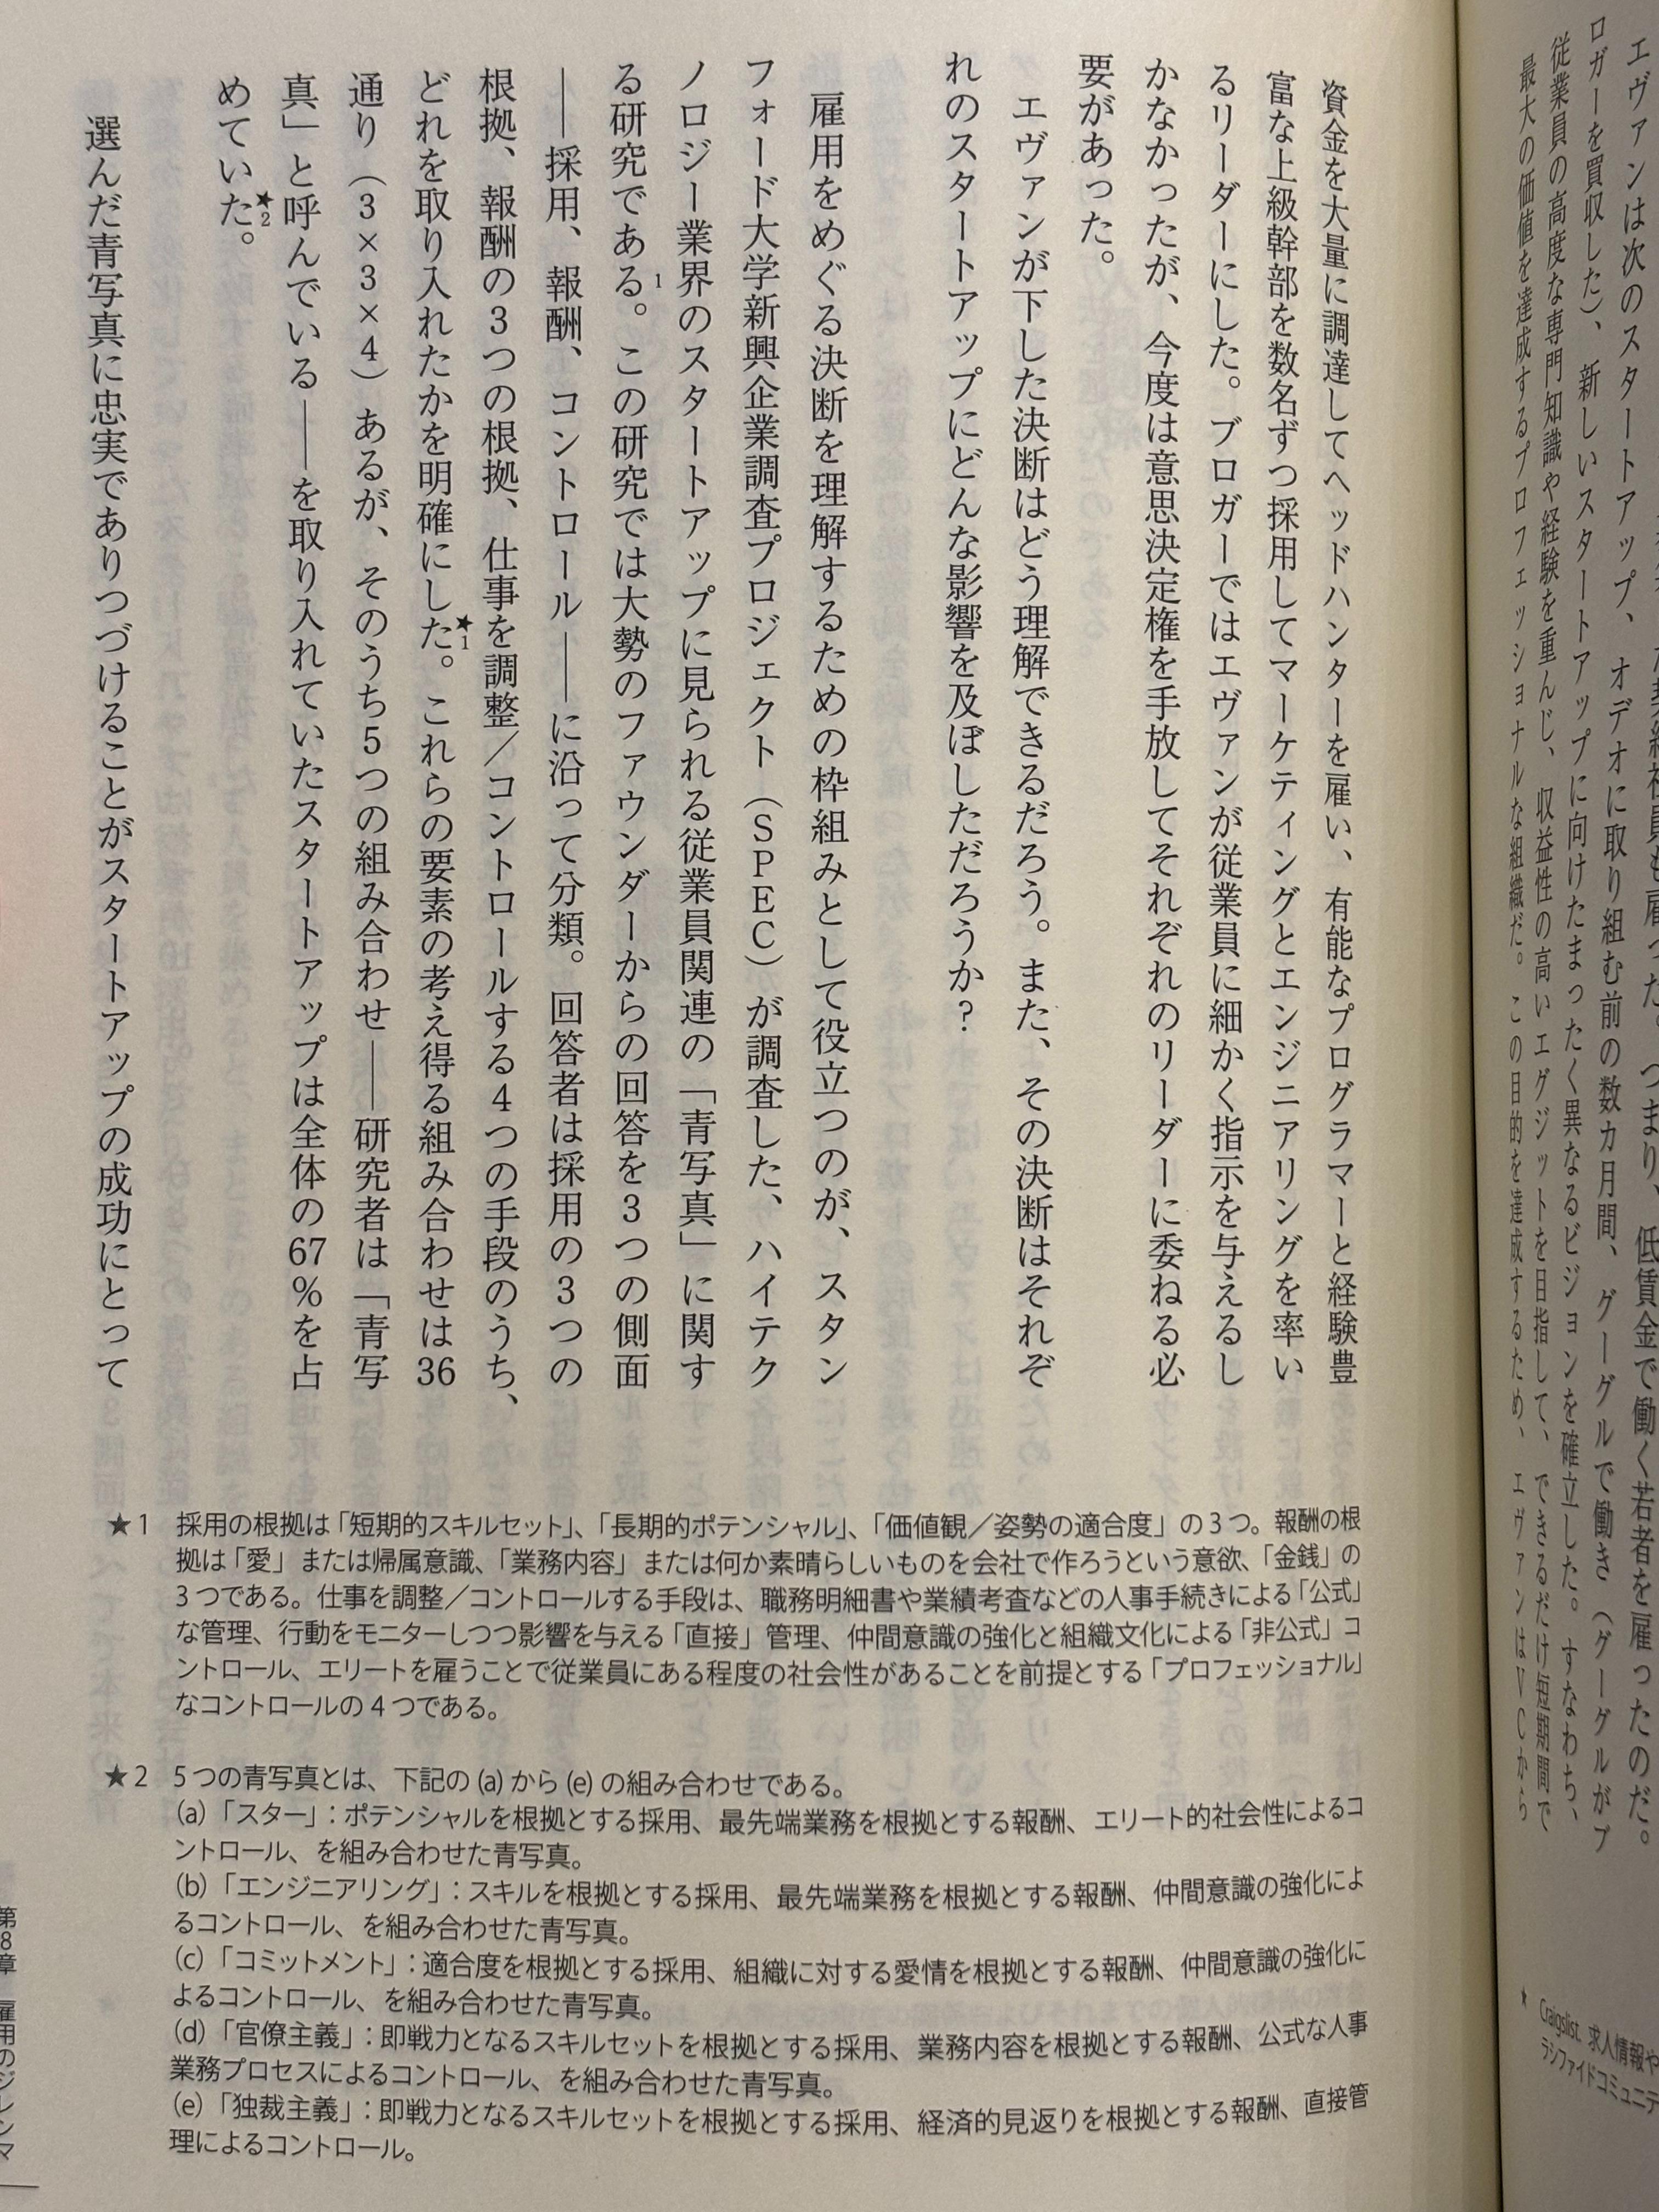 エヴァンは次のスタートアップ、オデオに取り組む前の数カ月間、グーグルで働き（グーグルがブ
ロガーを買収した）、新しいスタートアップに向けたまったく異なるビジョンを確立した。すなわち、
従業員の高度な専門知識や経験を重んじ、収益性の高いエグジットを目指して、できるだけ短期間で
最大の価値を達成するプロフェッショナルな組織だ。この目的を達成するため、エヴァンはVCから
資金を大量に調達してヘッドハンターを雇い、有能なプログラマーと経験豊
富な上級幹部を数名ずつ採用してマーケティングとエンジニアリングを率い
るリーダーにした。ブロガーではエヴァンが従業員に細かく指示を与えるし
かなかったが、今度は意思決定権を手放してそれぞれのリーダーに委ねる必
要があった。
エヴァンが下した決断はどう理解できるだろう。また、その決断はそれぞ
れのスタートアップにどんな影響を及ぼしただろうか？
雇用をめぐる決断を理解するための枠組みとして役立つのが、スタン
フォード大学新興企業調査プロジェクト（SPEC）が調査した、ハイテク
ノロジー業界のスタートアップに見られる従業員関連の「青写真」に関す
る研究である。1この研究では大勢のファウンダーからの回答を3つの側面
――採用、報酬、コントロール――に沿って分類。回答者は採用の3つの
根拠、報酬の3つの根拠、仕事を調整／コントロールする4つの手段のうち、
どれを取り入れたかを明確にした。★1これらの要素の考え得る組み合わせは36
通り（3×3×4）あるが、そのうち5つの組み合わせ――研究者は「青写
真」と呼んでいる――を取り入れていたスタートアップは全体の67％を占
めていた。★2
選んだ青写真に忠実でありつづけることがスタートアップの成功にとって
★1 採用の根拠は「短期的スキルセット」、「長期的ポテンシャル」、「価値観／姿勢の適合度」の3つ。報酬の根
拠は「愛」または帰属意識、「業務内容」または何か素晴らしいものを会社で作ろうという意欲、「金銭」の
3つである。仕事を調整／コントロールする手段は、職務明細書や業績考査などの人事手続きによる「公式」
な管理、行動をモニターしつつ影響を与える「直接」管理、仲間意識の強化と組織文化による「非公式」コ
ントロール、エリートを雇うことで従業員にある程度の社会性があることを前提とする「プロフェッショナル」
なコントロールの4つである。
★2 5つの青写真とは、下記の(a)から(e)の組み合わせである。
(a)「スター」：ポテンシャルを根拠とする採用、最先端業務を根拠とする報酬、エリート的社会性によるコ
ントロール、を組み合わせた青写真。
(b)「エンジニアリング」：スキルを根拠とする採用、最先端業務を根拠とする報酬、仲間意識の強化によ
るコントロール、を組み合わせた青写真。
(c)「コミットメント」：適合度を根拠とする採用、組織に対する愛情を根拠とする報酬、仲間意識の強化に
よるコントロール、を組み合わせた青写真。
(d)「官僚主義」：即戦力となるスキルセットを根拠とする採用、業務内容を根拠とする報酬、公式な人事
業務プロセスによるコントロール、を組み合わせた青写真。
(e)「独裁主義」：即戦力となるスキルセットを根拠とする採用、経済的見返りを根拠とする報酬、直接管
理によるコントロール。
★ Craigslist. 求人情報や
ラシファイドコミュニテ
第8章 雇用のジレンマ